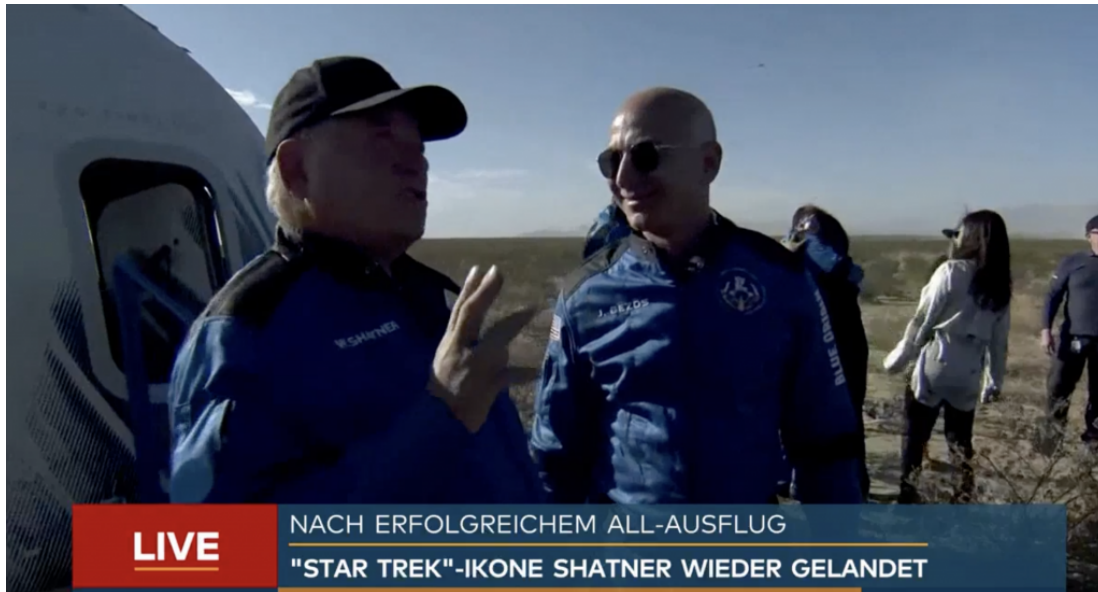 W. SHATNER
J. BEZOS
BLUE ORIGIN
LIVE
NACH ERFOLGREICHEM ALL-AUSFLUG
"STAR TREK"-IKONE SHATNER WIEDER GELANDET